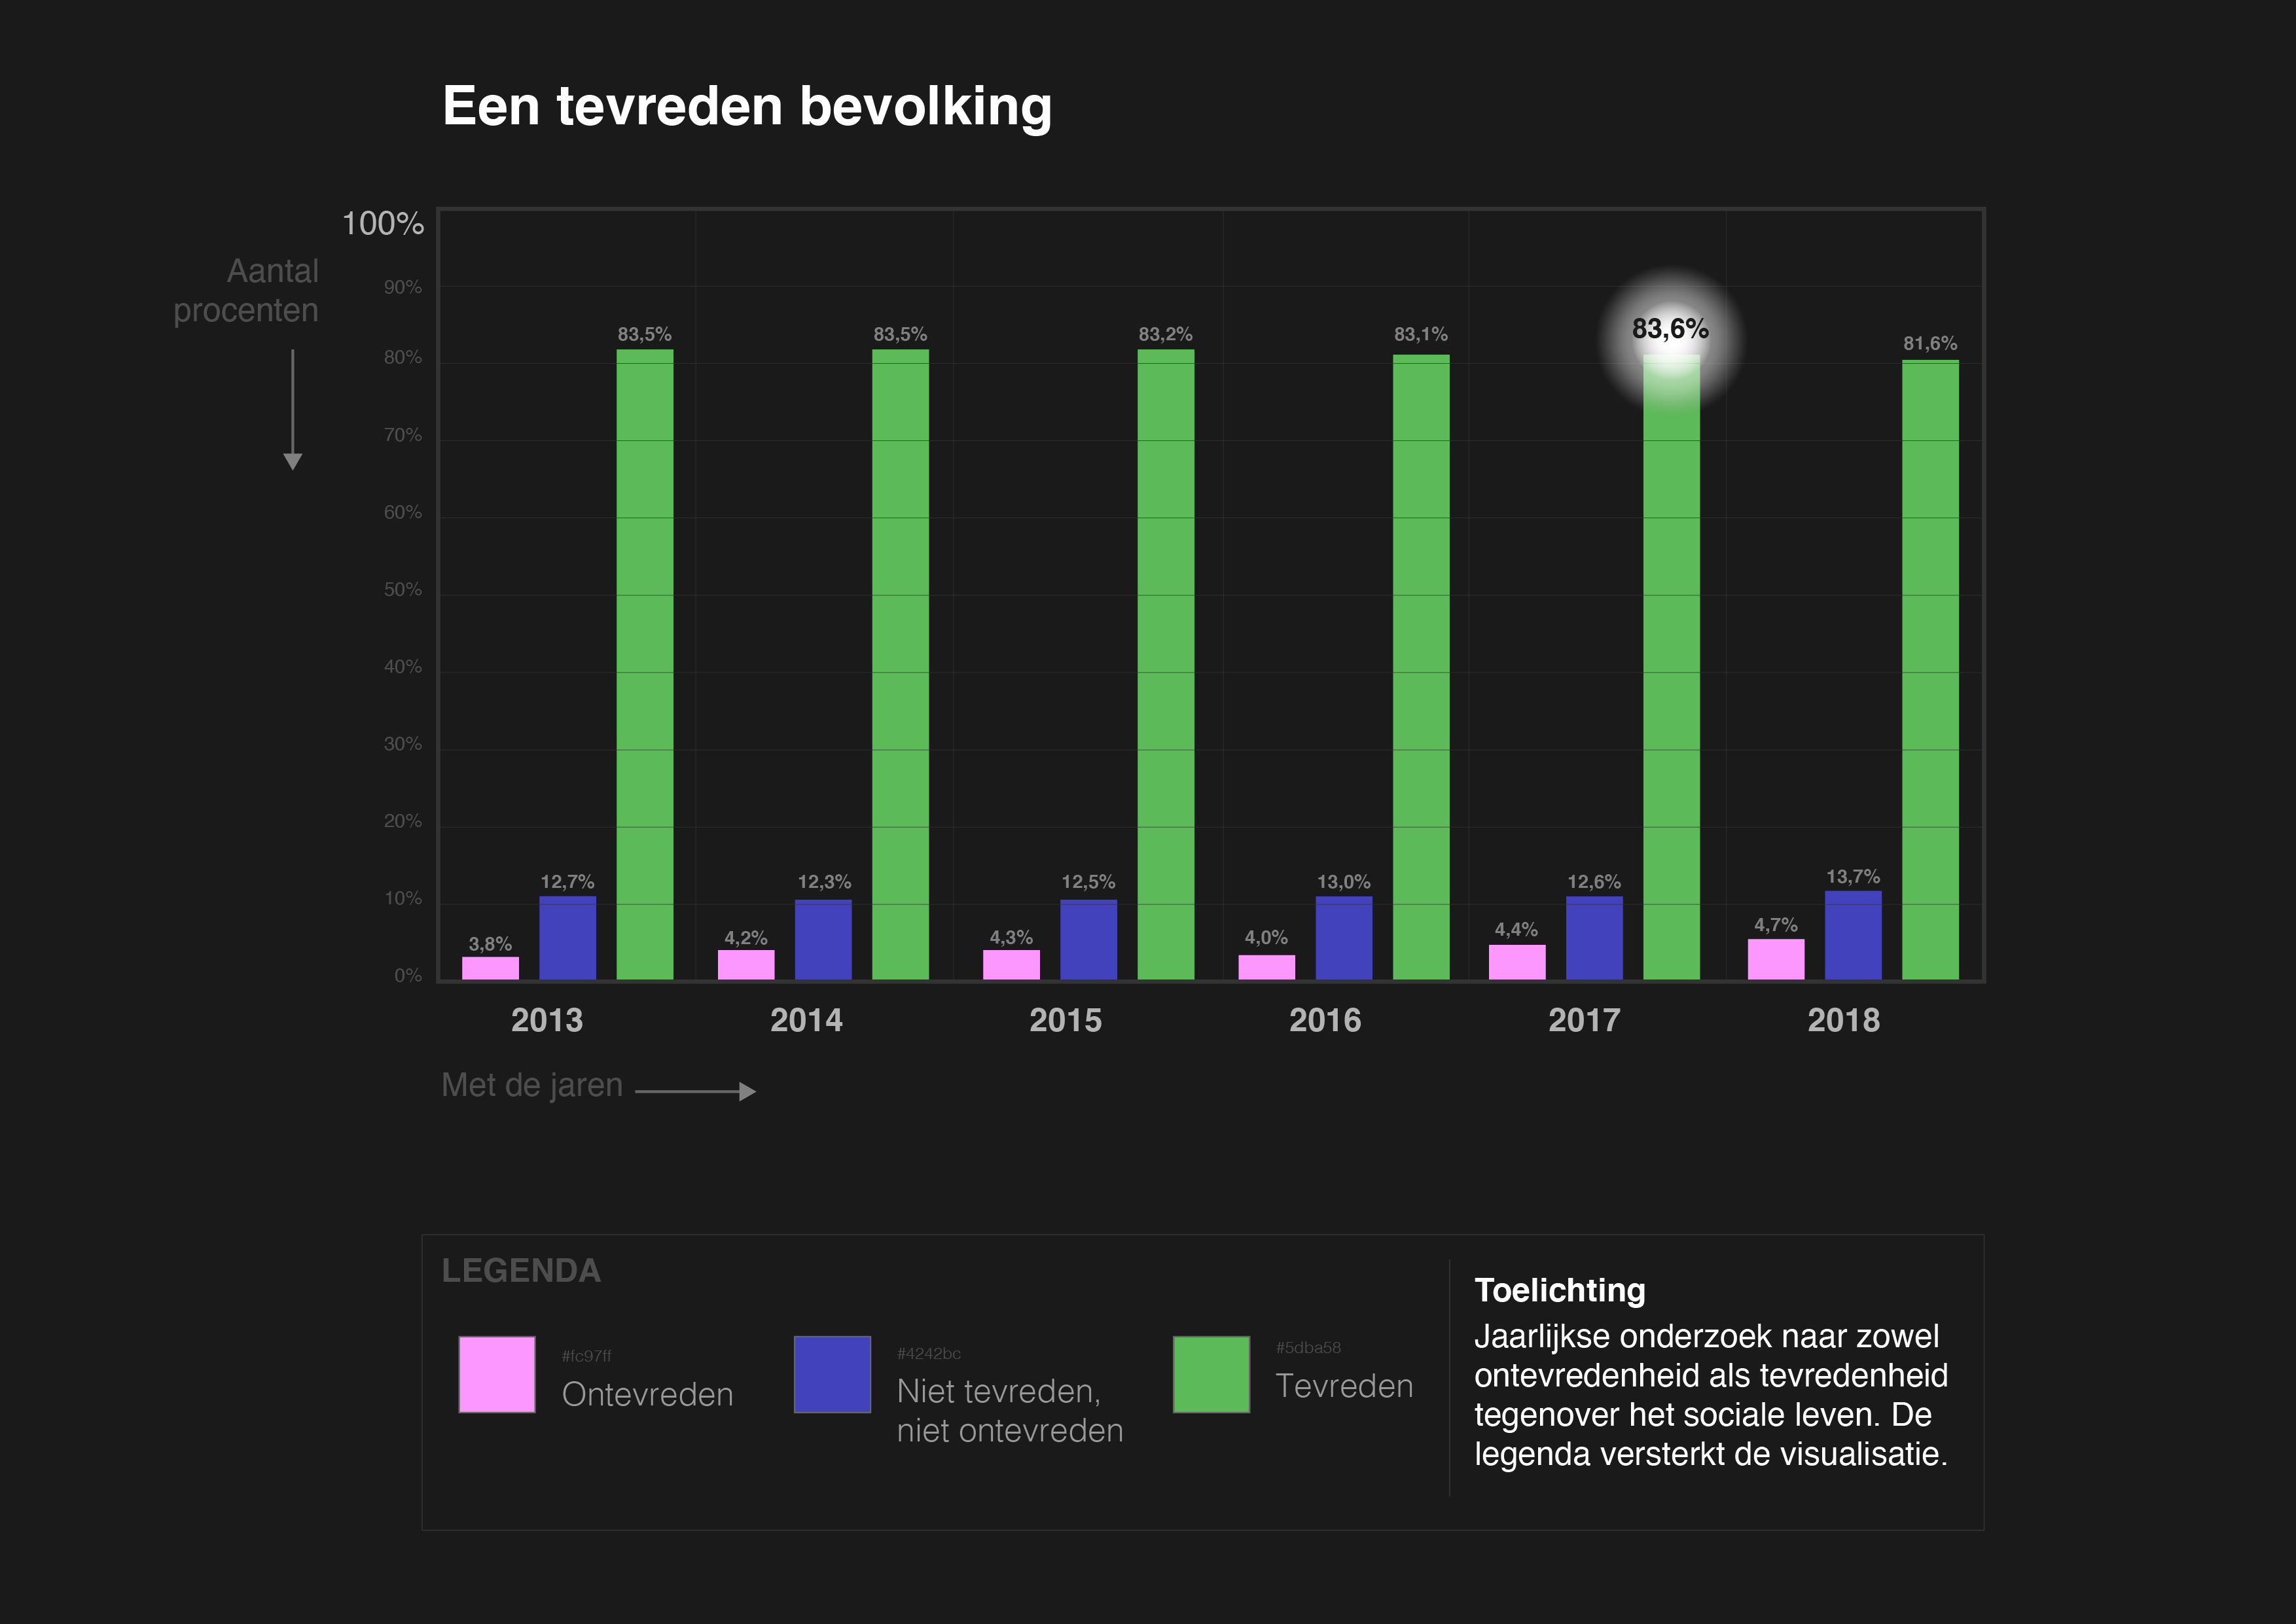 Een tevreden bevolking
100%
Aantal
procenten
90%
80%
70%
60%
50%
40%
30%
20%
10%
0%
3,8%
12,7%
83,5%
4,2%
12,3%
83,5%
4,3%
12,5%
83,2%
4,0%
13,0%
83,1%
4,4%
12,6%
83,6%
4,7%
13,7%
81,6%
2013
2014
2015
2016
2017
2018
Met de jaren
LEGENDA
#fc97ff
Ontevreden
#4242bc
Niet tevreden,
niet ontevreden
#5dba58
Tevreden
Toelichting
Jaarlijkse onderzoek naar zowel
ontevredenheid als tevredenheid
tegenover het sociale leven. De
legenda versterkt de visualisatie.